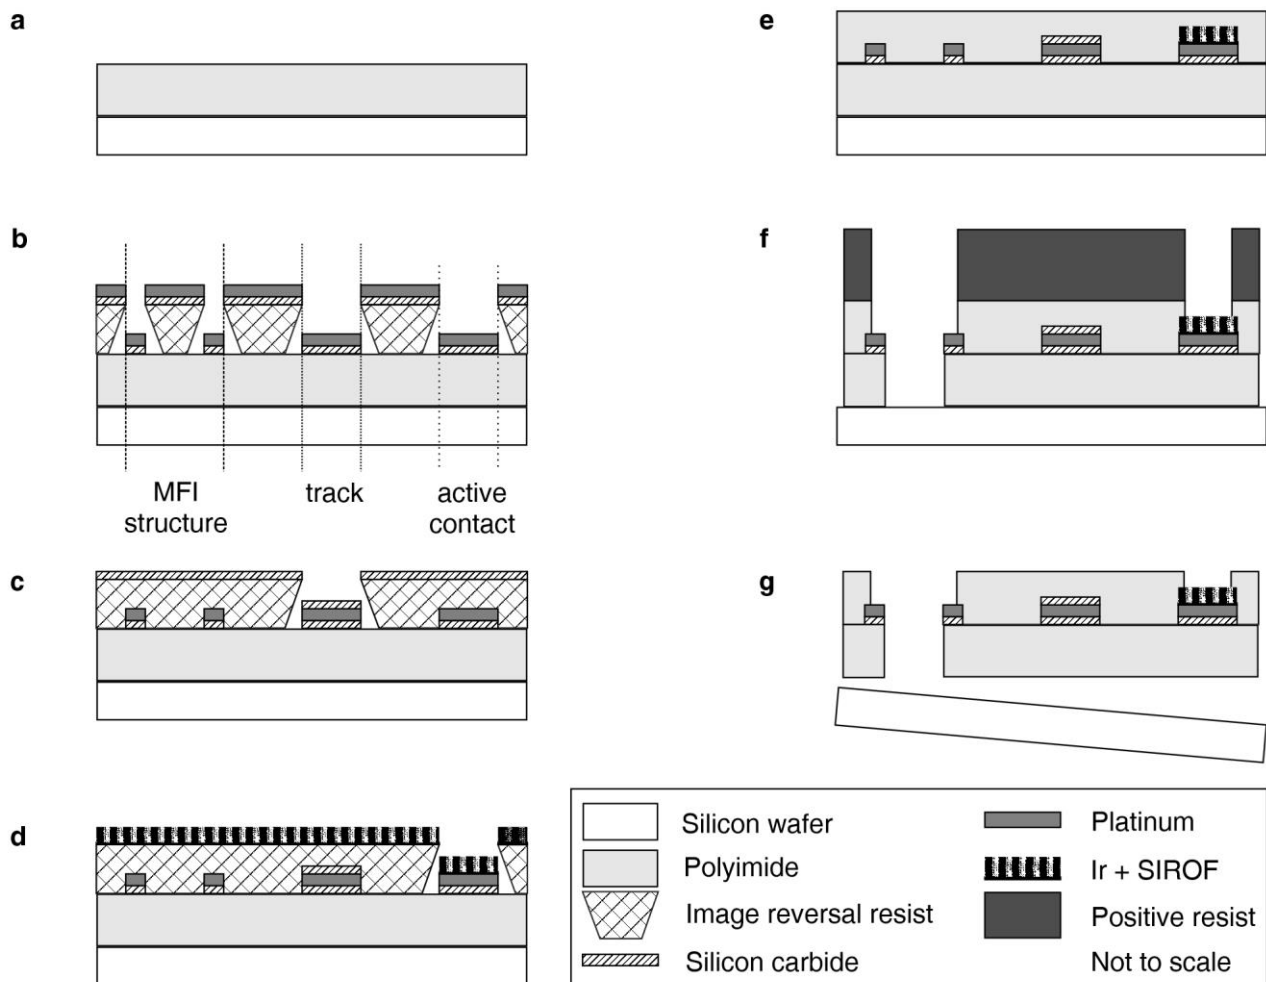 a
b
MFI
structure
track
active
contact
c
d
e
f
g
Silicon wafer
Polyimide
Image reversal resist
Silicon carbide
Platinum
Ir + SIROF
Positive resist
Not to scale